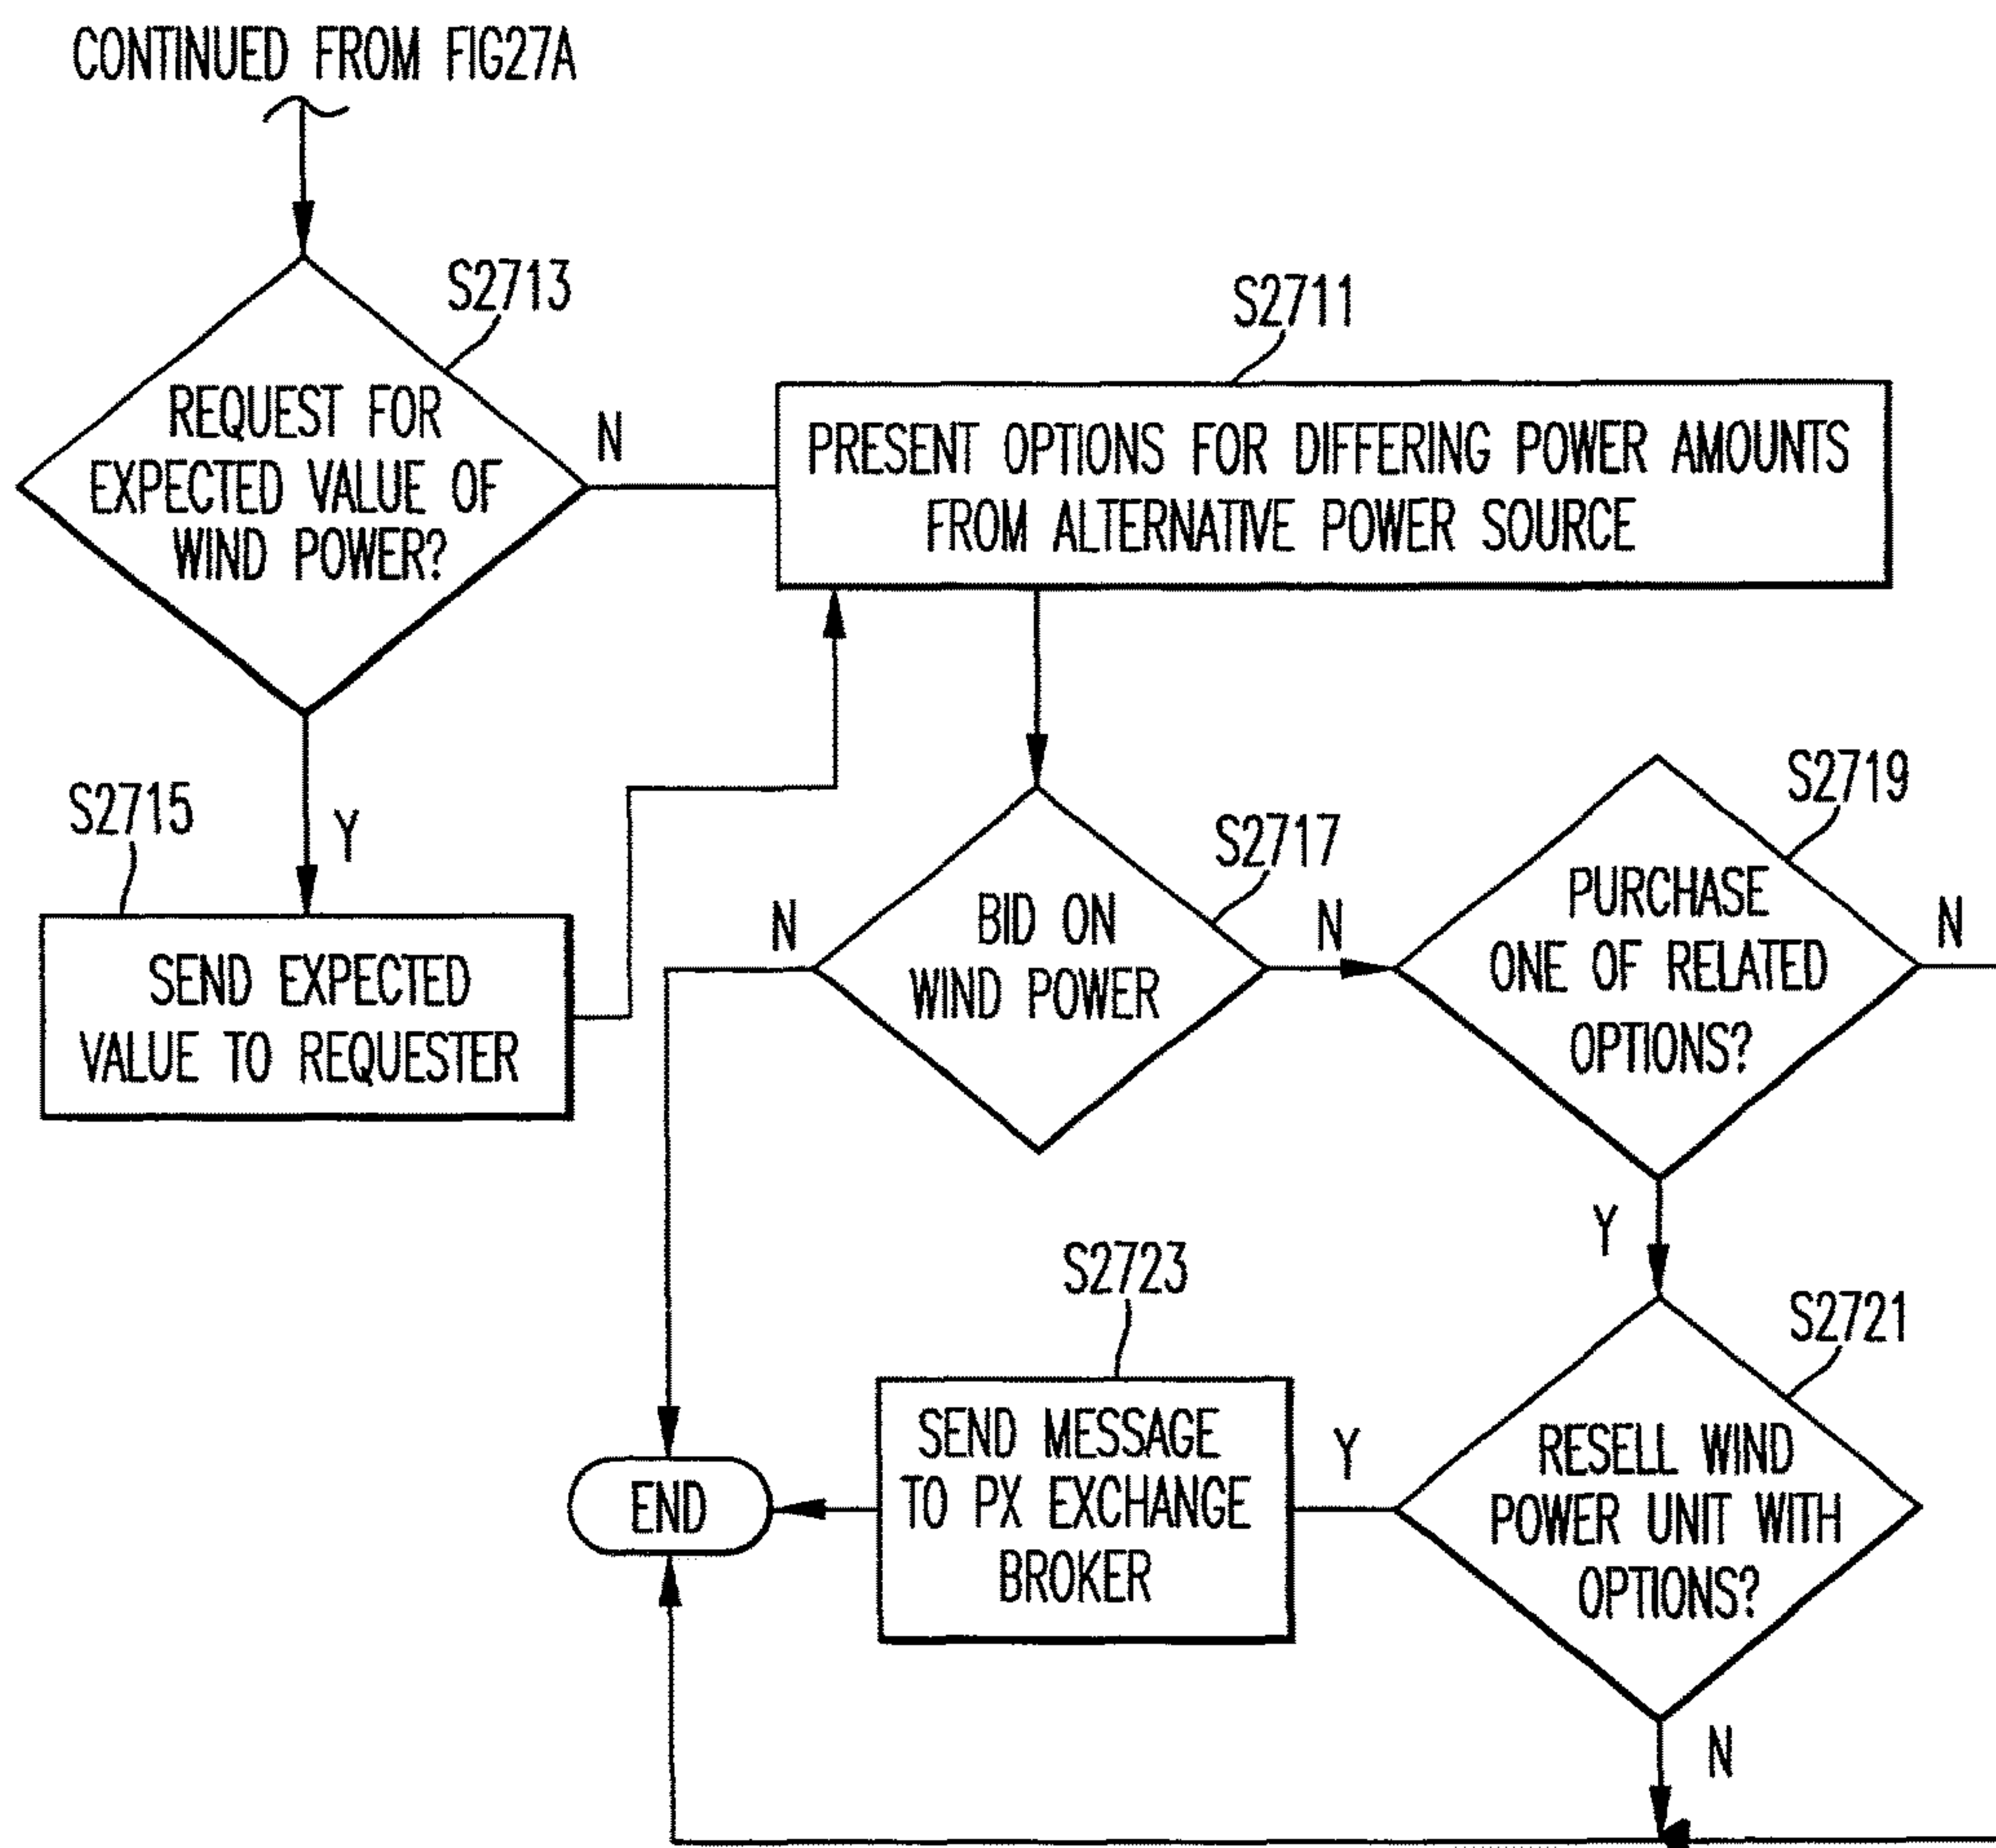 CONTINUED FROM FIG27A
S2713
REQUEST FOR
EXPECTED VALUE OF
WIND POWER?
N
Y
S2711
PRESENT OPTIONS FOR DIFFERING POWER AMOUNTS
FROM ALTERNATIVE POWER SOURCE
S2715
SEND EXPECTED
VALUE TO REQUESTER
S2717
BID ON
WIND POWER
N
N
S2719
PURCHASE
ONE OF RELATED
OPTIONS?
N
Y
S2721
RESELL WIND
POWER UNIT WITH
OPTIONS?
Y
N
S2723
SEND MESSAGE
TO PX EXCHANGE
BROKER
END